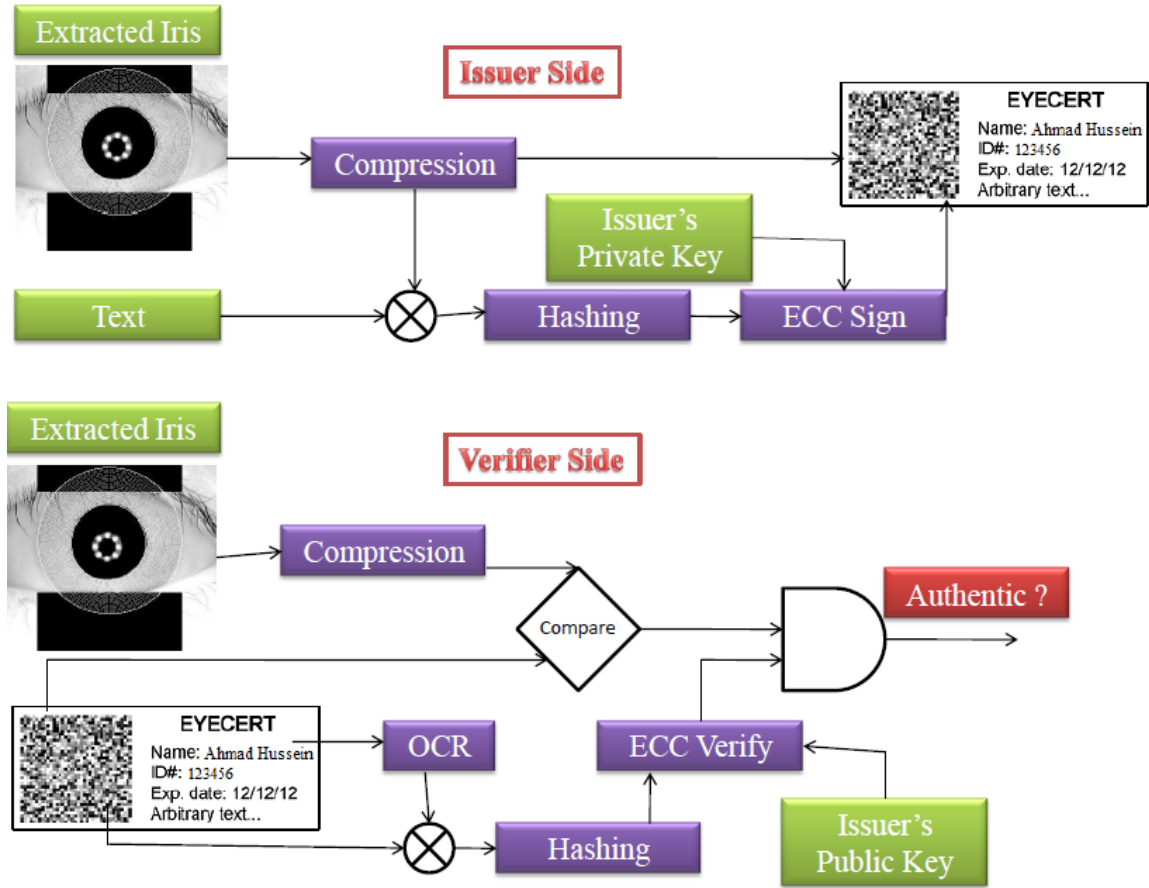 Extracted Iris
Issuer Side
EYECERT
Name: Ahmad Hussein
ID#: 123456
Exp. date: 12/12/12
Arbitrary text...
Compression
Issuer's
Private Key
Text
Hashing
ECC Sign
Extracted Iris
Verifier Side
Compression
Compare
Authentic ?
EYECERT
Name: Ahmad Hussein
ID#: 123456
Exp. date: 12/12/12
Arbitrary text...
OCR
ECC Verify
Hashing
Issuer's
Public Key